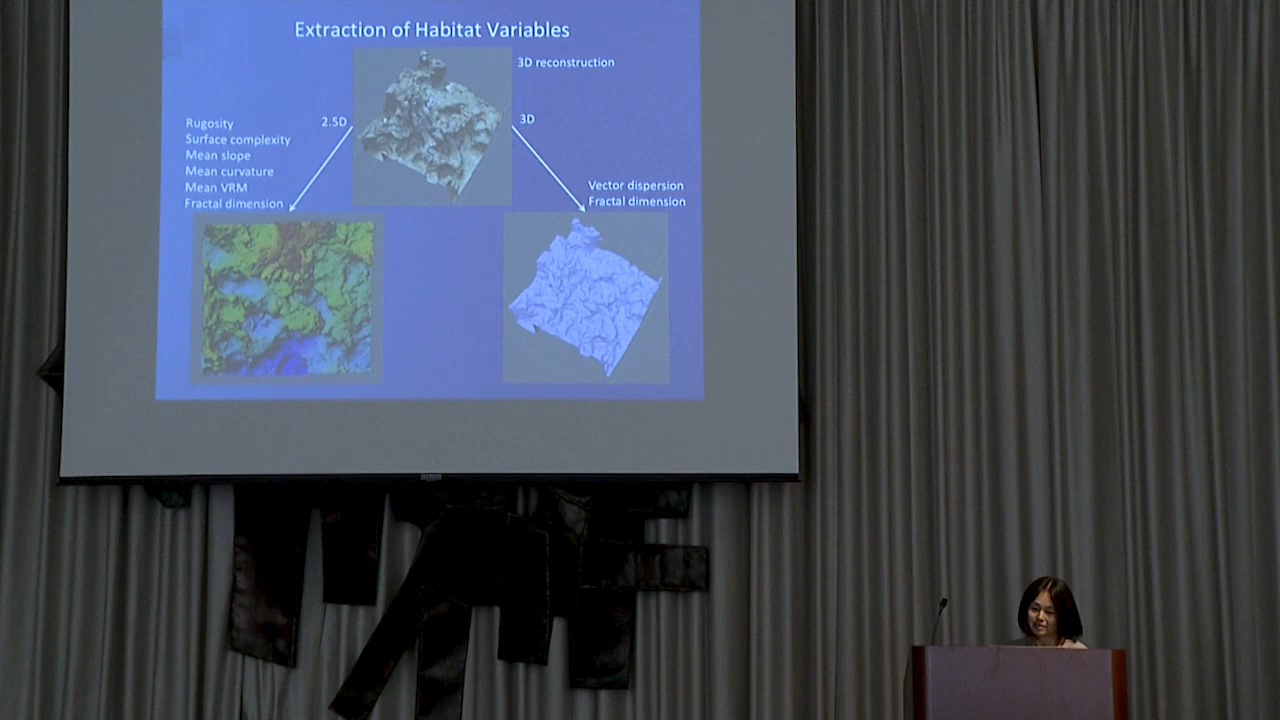 Extraction of Habitat Variables
3D reconstruction
2.5D
3D
Rugosity
Surface complexity
Mean slope
Mean curvature
Mean VRM
Fractal dimension
Vector dispersion
Fractal dimension